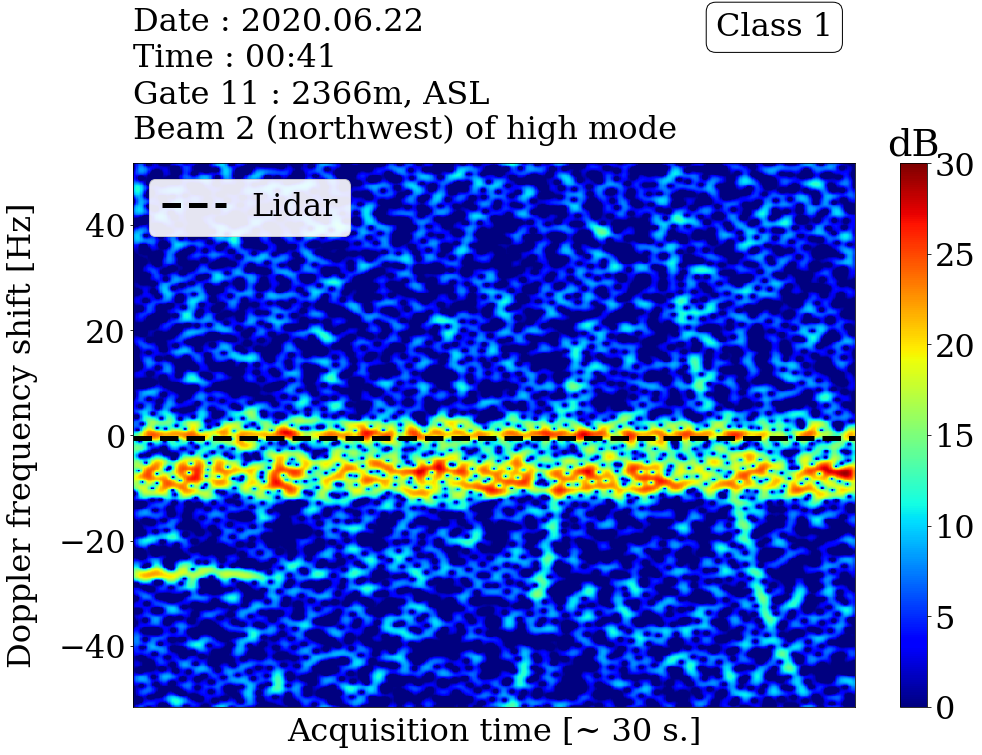 Date : 2020.06.22
Time : 00:41
Gate 11 : 2366m, ASL
Beam 2 (northwest) of high mode
Class 1
dB
Lidar
Doppler frequency shift [Hz]
40
20
0
−20
−40
30
25
20
15
10
5
0
Acquisition time [~ 30 s.]